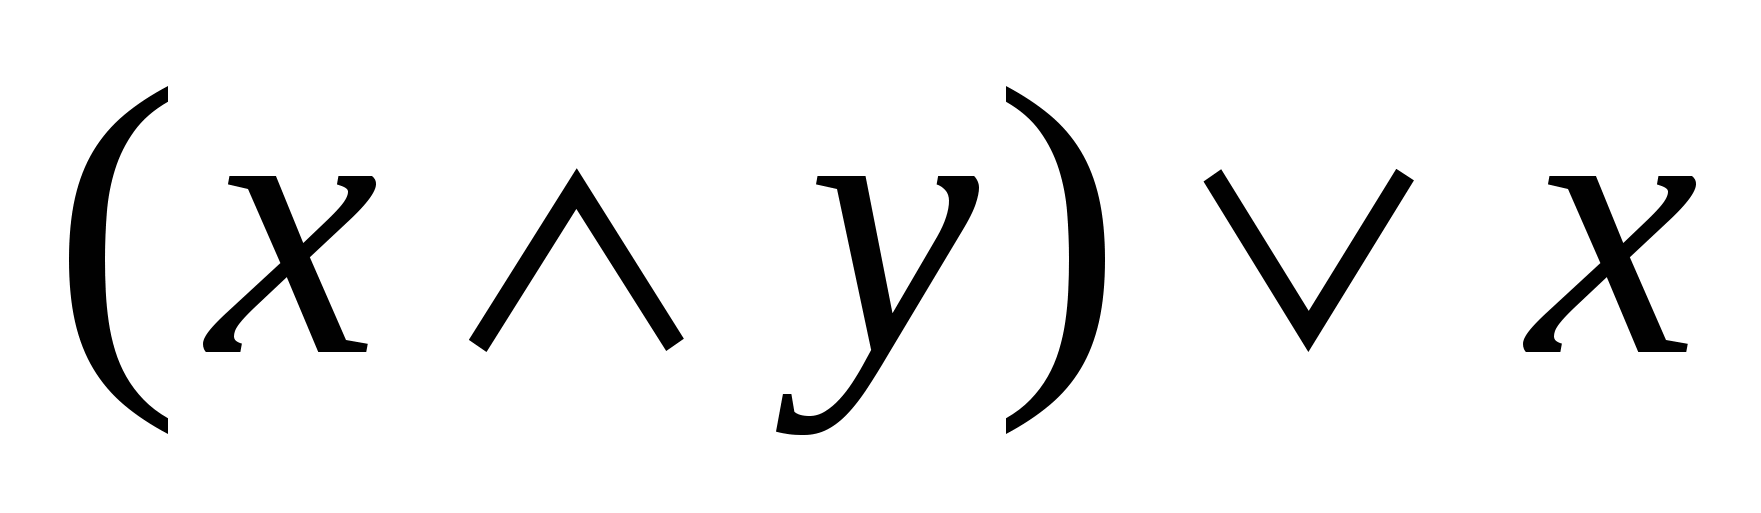 (x ∧ y) ∨ x